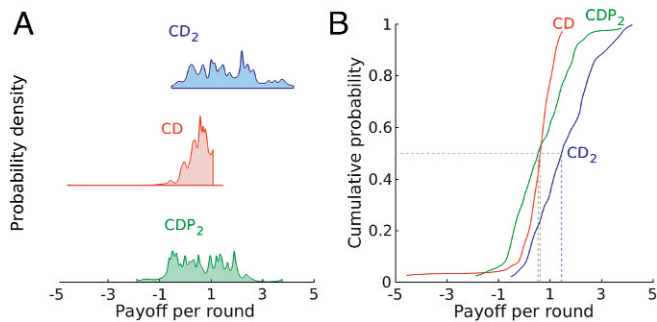 A
CD2
CD
CDP2
Probability density
-5 -3 -1 1 3 5
Payoff per round
B
CD
CDP2
CD2
Cumulative probability
1
0.8
0.6
0.4
0.2
0
-5 -3 -1 1 3 5
Payoff per round